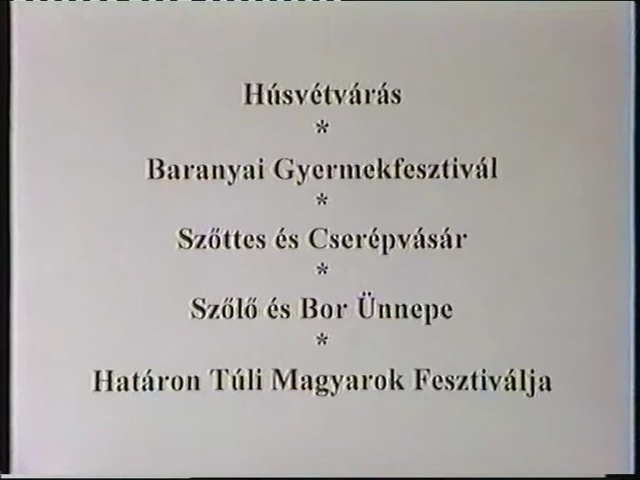 Húsvétvárás
*
Baranyai Gyermekfesztivál
*
Szőttes és Cserépvásár
*
Szőlő és Bor Ünnepe
*
Határon Túli Magyarok Fesztiválja